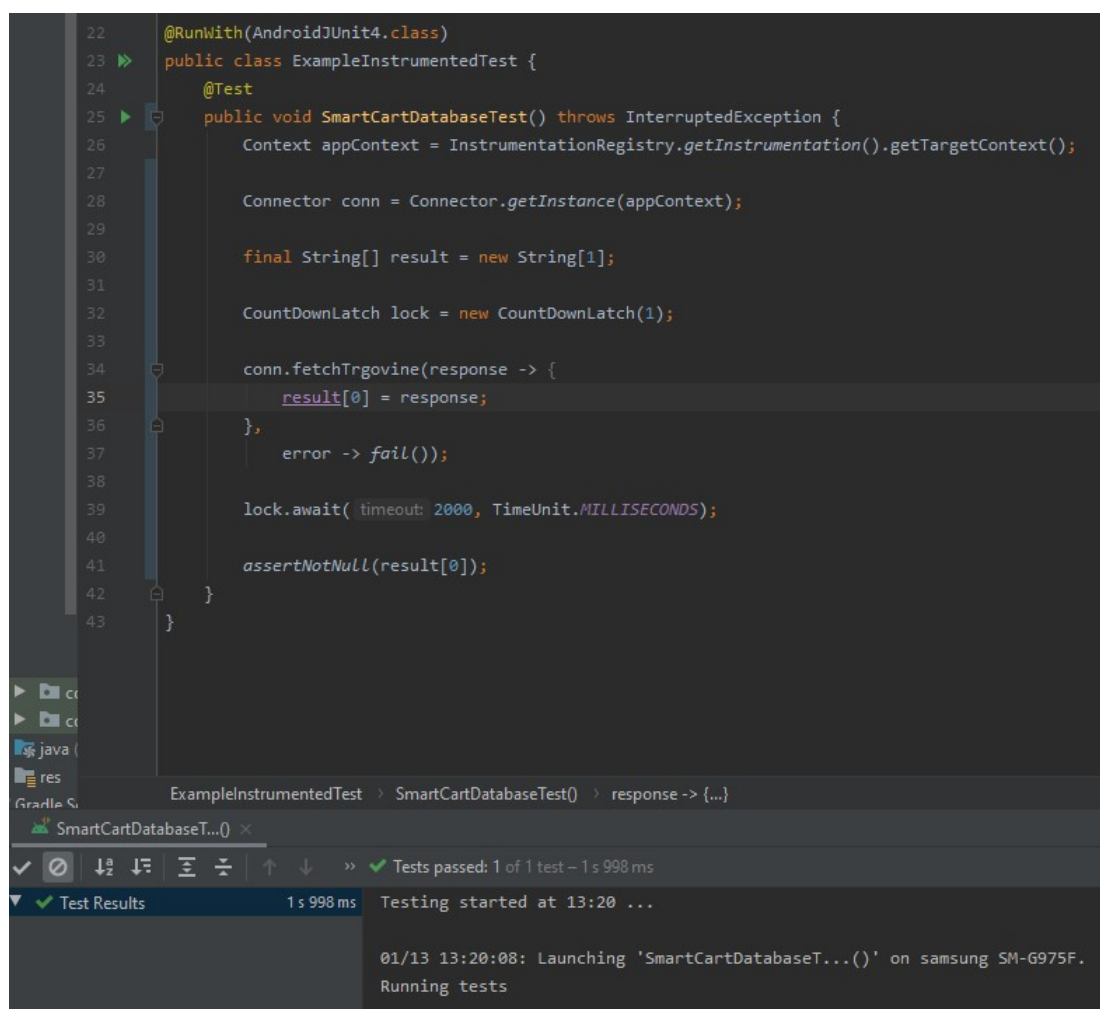 22 @RunWith(AndroidJUnit4.class)
23 public class ExampleInstrumentedTest {
24 @Test
25 public void SmartCartDatabaseTest() throws InterruptedException {
26 Context appContext = InstrumentationRegistry.getInstrumentation().getTargetContext();
27
28 Connector conn = Connector.getInstance(appContext);
29
30 final String[] result = new String[1];
31
32 CountDownLatch lock = new CountDownLatch(1);
33
34 conn.fetchTrgovine(response -> {
35 result[0] = response;
36 },
37 error -> fail());
38
39 lock.await( timeout: 2000, TimeUnit.MILLISECONDS);
40
41 assertNotNull(result[0]);
42 }
43 }
co
co
java (
res
Gradle S
ExampleInstrumentedTest > SmartCartDatabaseTest() > response -> {...}
SmartCartDatabaseT...() ×
» Tests passed: 1 of 1 test – 1 s 998 ms
Test Results 1 s 998 ms
Testing started at 13:20 ...
01/13 13:20:08: Launching 'SmartCartDatabaseT...()' on samsung SM-G975F.
Running tests